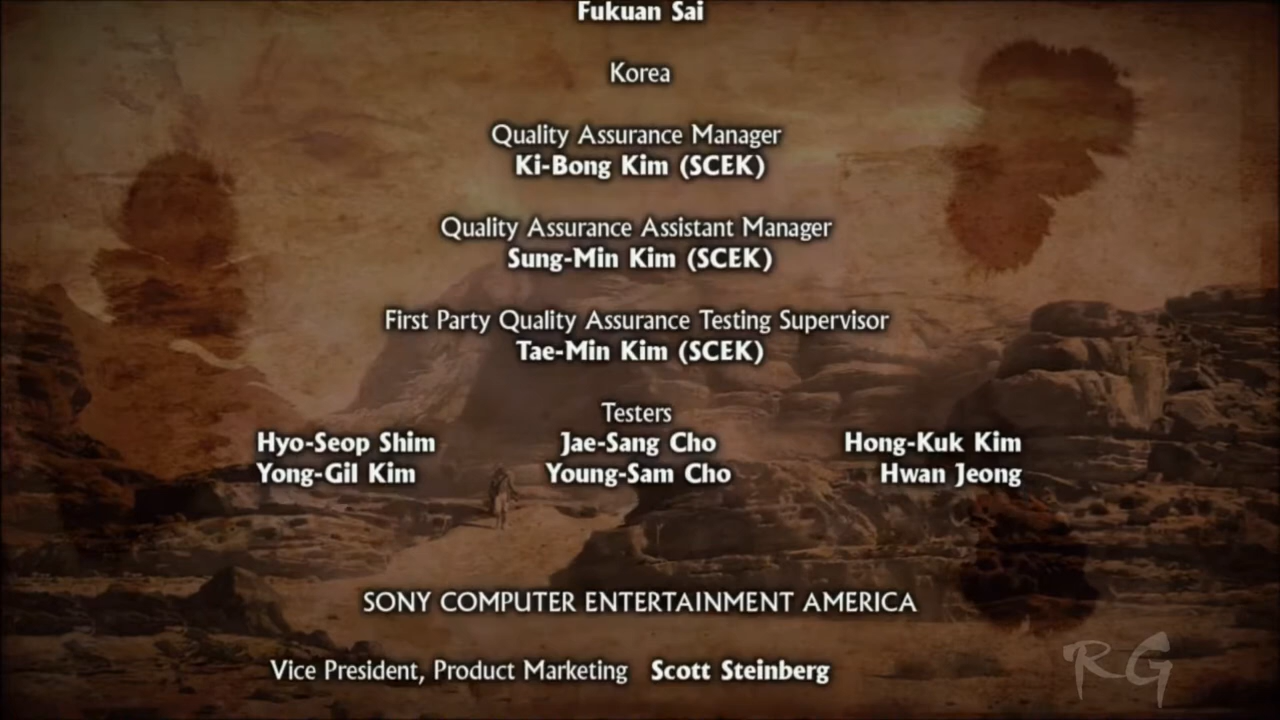 Fukuan Sai
Korea
Quality Assurance Manager
Ki-Bong Kim (SCEK)
Quality Assurance Assistant Manager
Sung-Min Kim (SCEK)
First Party Quality Assurance Testing Supervisor
Tae-Min Kim (SCEK)
Testers
Hyo-Seop Shim Jae-Sang Cho Hong-Kuk Kim
Yong-Gil Kim Young-Sam Cho Hwan Jeong
SONY COMPUTER ENTERTAINMENT AMERICA
Vice President, Product Marketing Scott Steinberg
RG